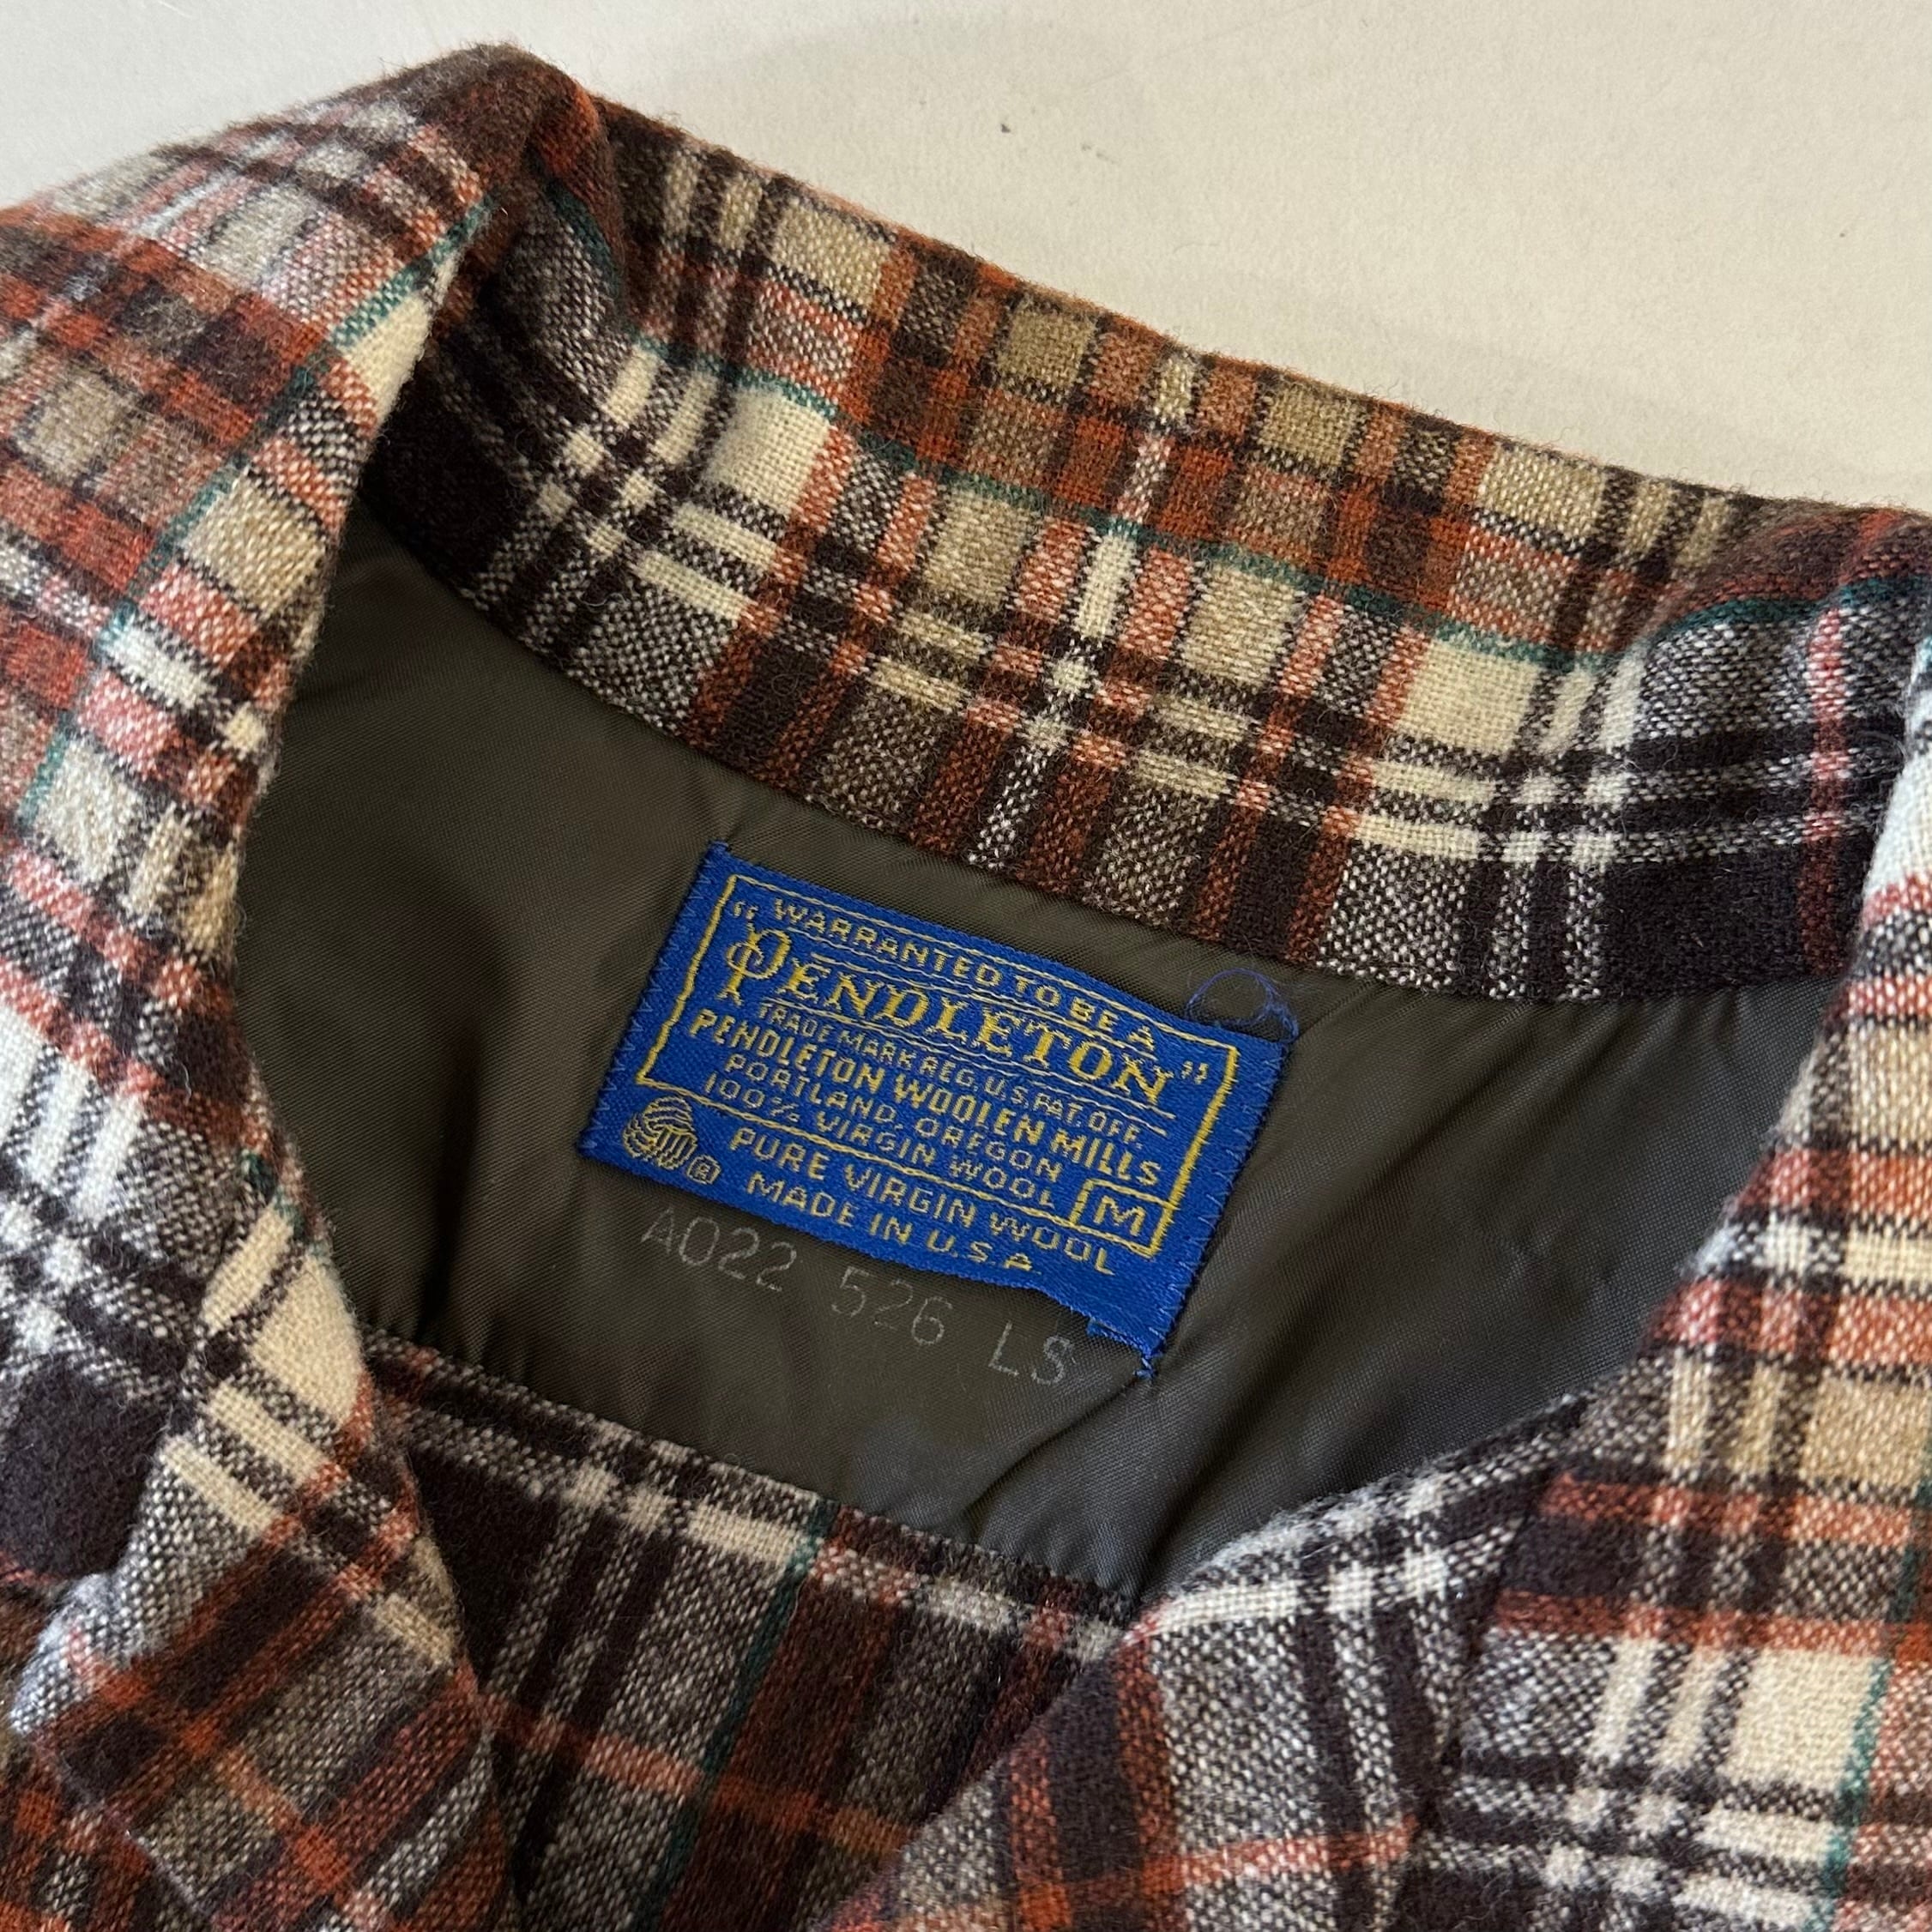 "WARRANTED TO BE A
PENDLETON"
TRADE MARK REG. U.S. PAT. OFF.
PENDLETON WOOLEN MILLS
PORTLAND, OREGON
100% VIRGIN WOOL M
® PURE VIRGIN WOOL
MADE IN U.S.A.
A022 526 LS